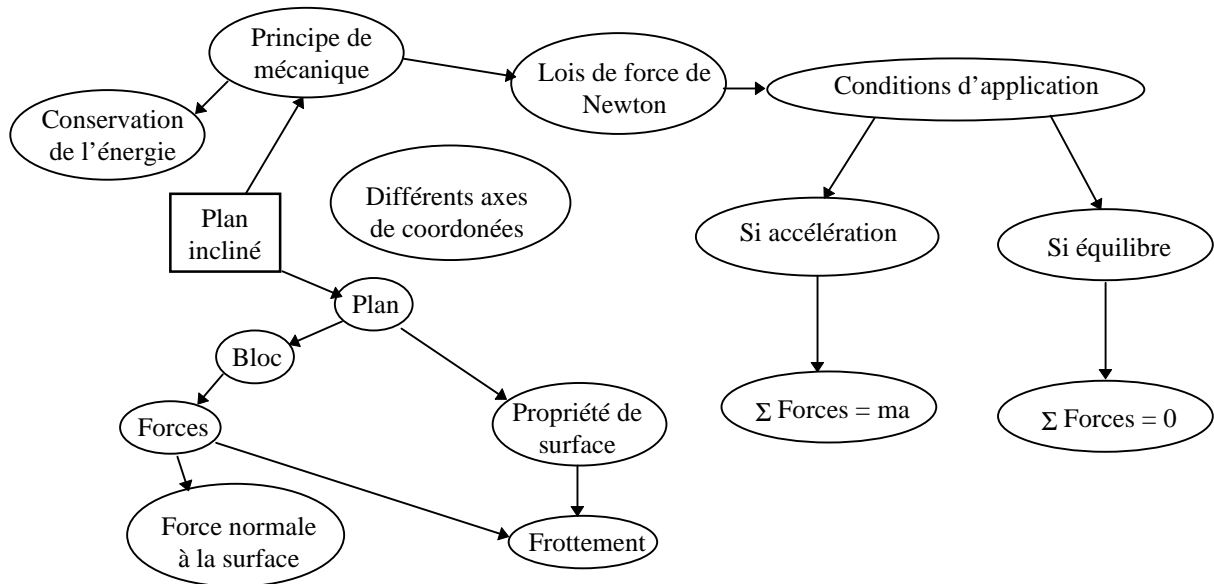 Principe de
mécanique
Lois de force de
Newton
Conditions d'application
Conservation
de l'énergie
Différents axes
de coordonées
Plan
incliné
Si accélération
Si équilibre
Plan
Bloc
Forces
Propriété de
surface
Σ Forces = ma
Σ Forces = 0
Force normale
à la surface
Frottement